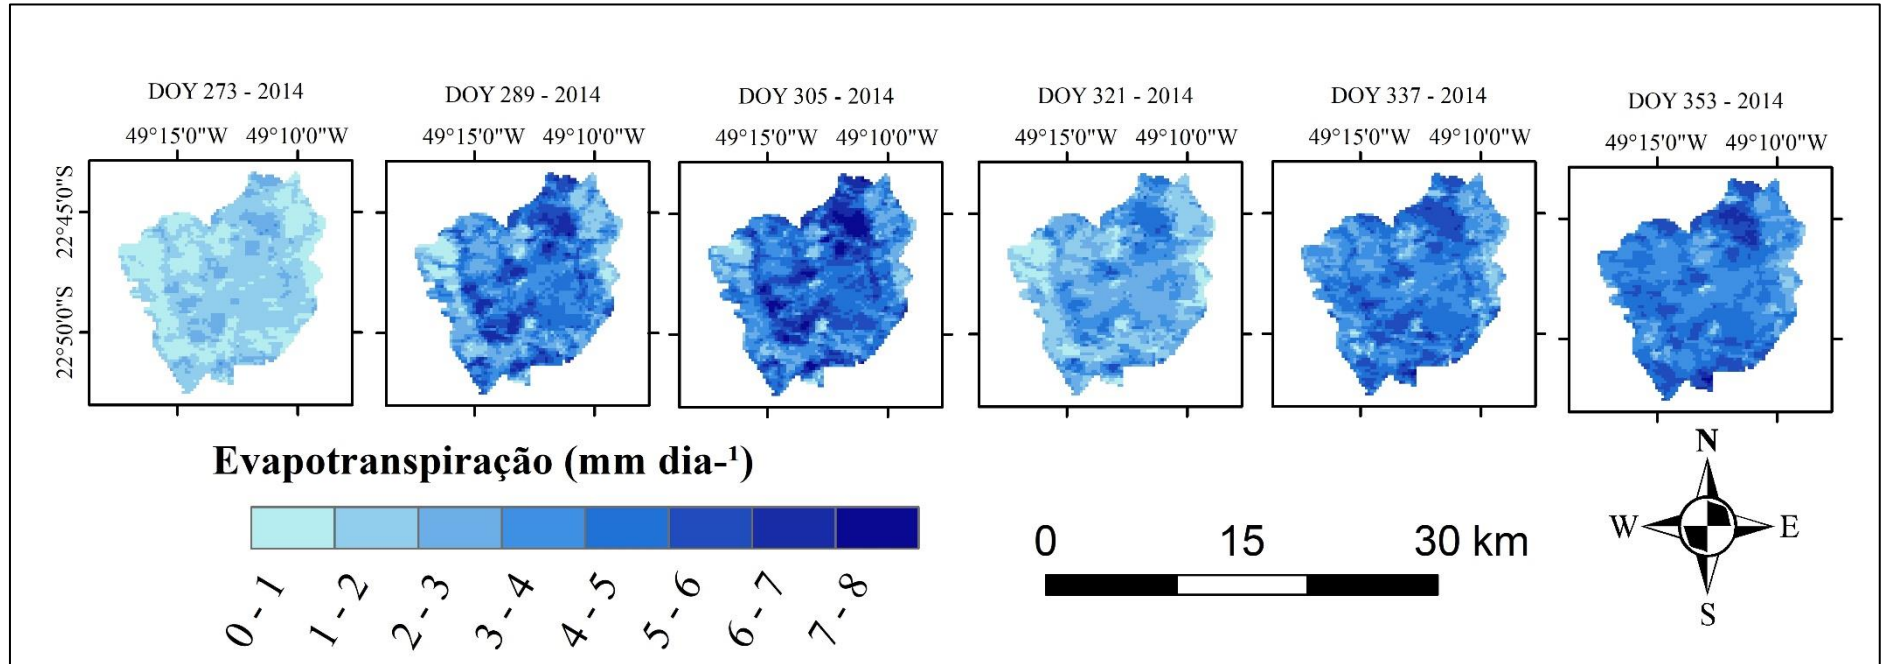 DOY 273 - 2014
DOY 289 - 2014
DOY 305 - 2014
DOY 321 - 2014
DOY 337 - 2014
DOY 353 - 2014
49°15'0"W 49°10'0"W
49°15'0"W 49°10'0"W
49°15'0"W 49°10'0"W
49°15'0"W 49°10'0"W
49°15'0"W 49°10'0"W
49°15'0"W 49°10'0"W
22°45'0"S
22°50'0"S
Evapotranspiração (mm dia-¹)
0 - 1
1 - 2
2 - 3
3 - 4
4 - 5
5 - 6
6 - 7
7 - 8
0 15 30 km
N
W E
S